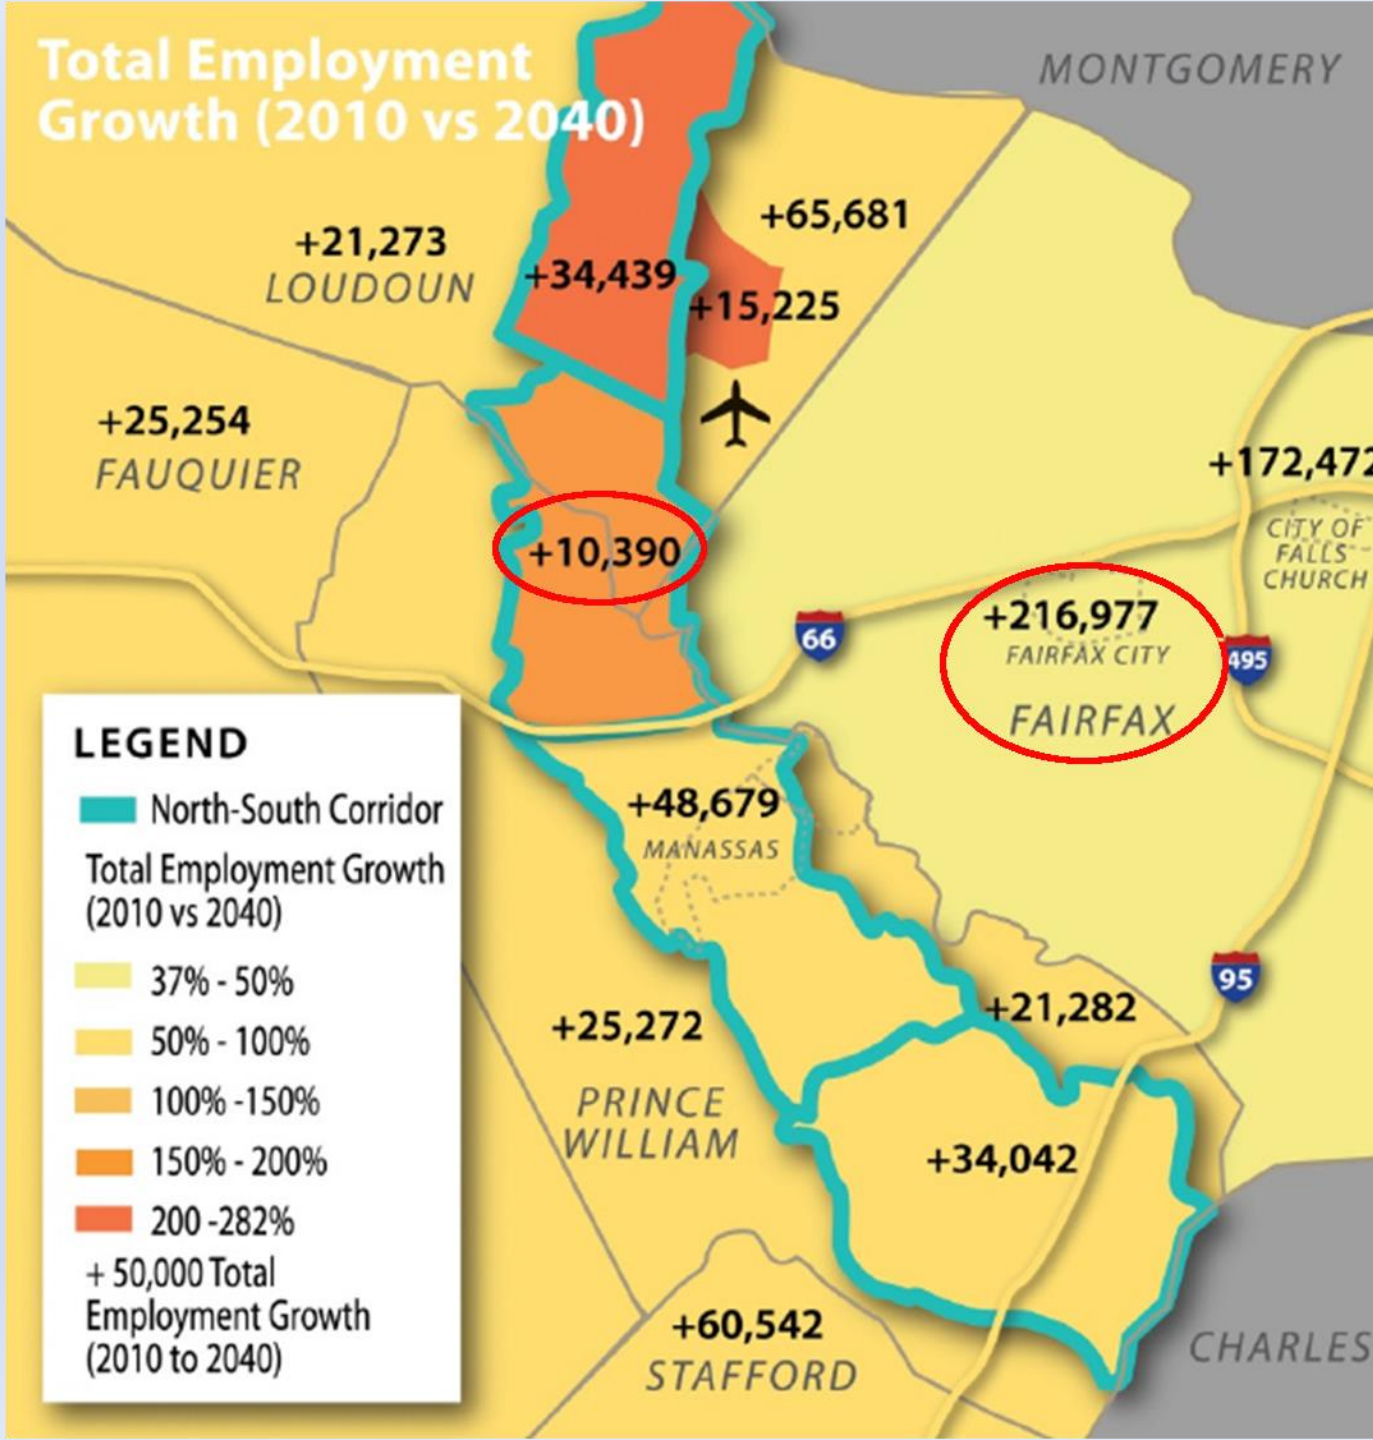 Total Employment
Growth (2010 vs 2040)
MONTGOMERY
+65,681
+21,273
LOUDOUN
+34,439
+15,225
+25,254
FAUQUIER
+172,472
CITY OF
FALLS
CHURCH
+10,390
+216,977
FAIRFAX CITY
FAIRFAX
66
495
LEGEND
North-South Corridor
Total Employment Growth
(2010 vs 2040)
37% - 50%
50% - 100%
100% -150%
150% - 200%
200 -282%
+ 50,000 Total
Employment Growth
(2010 to 2040)
+48,679
MANASSAS
95
+21,282
+25,272
PRINCE
WILLIAM
+34,042
+60,542
STAFFORD
CHARLES